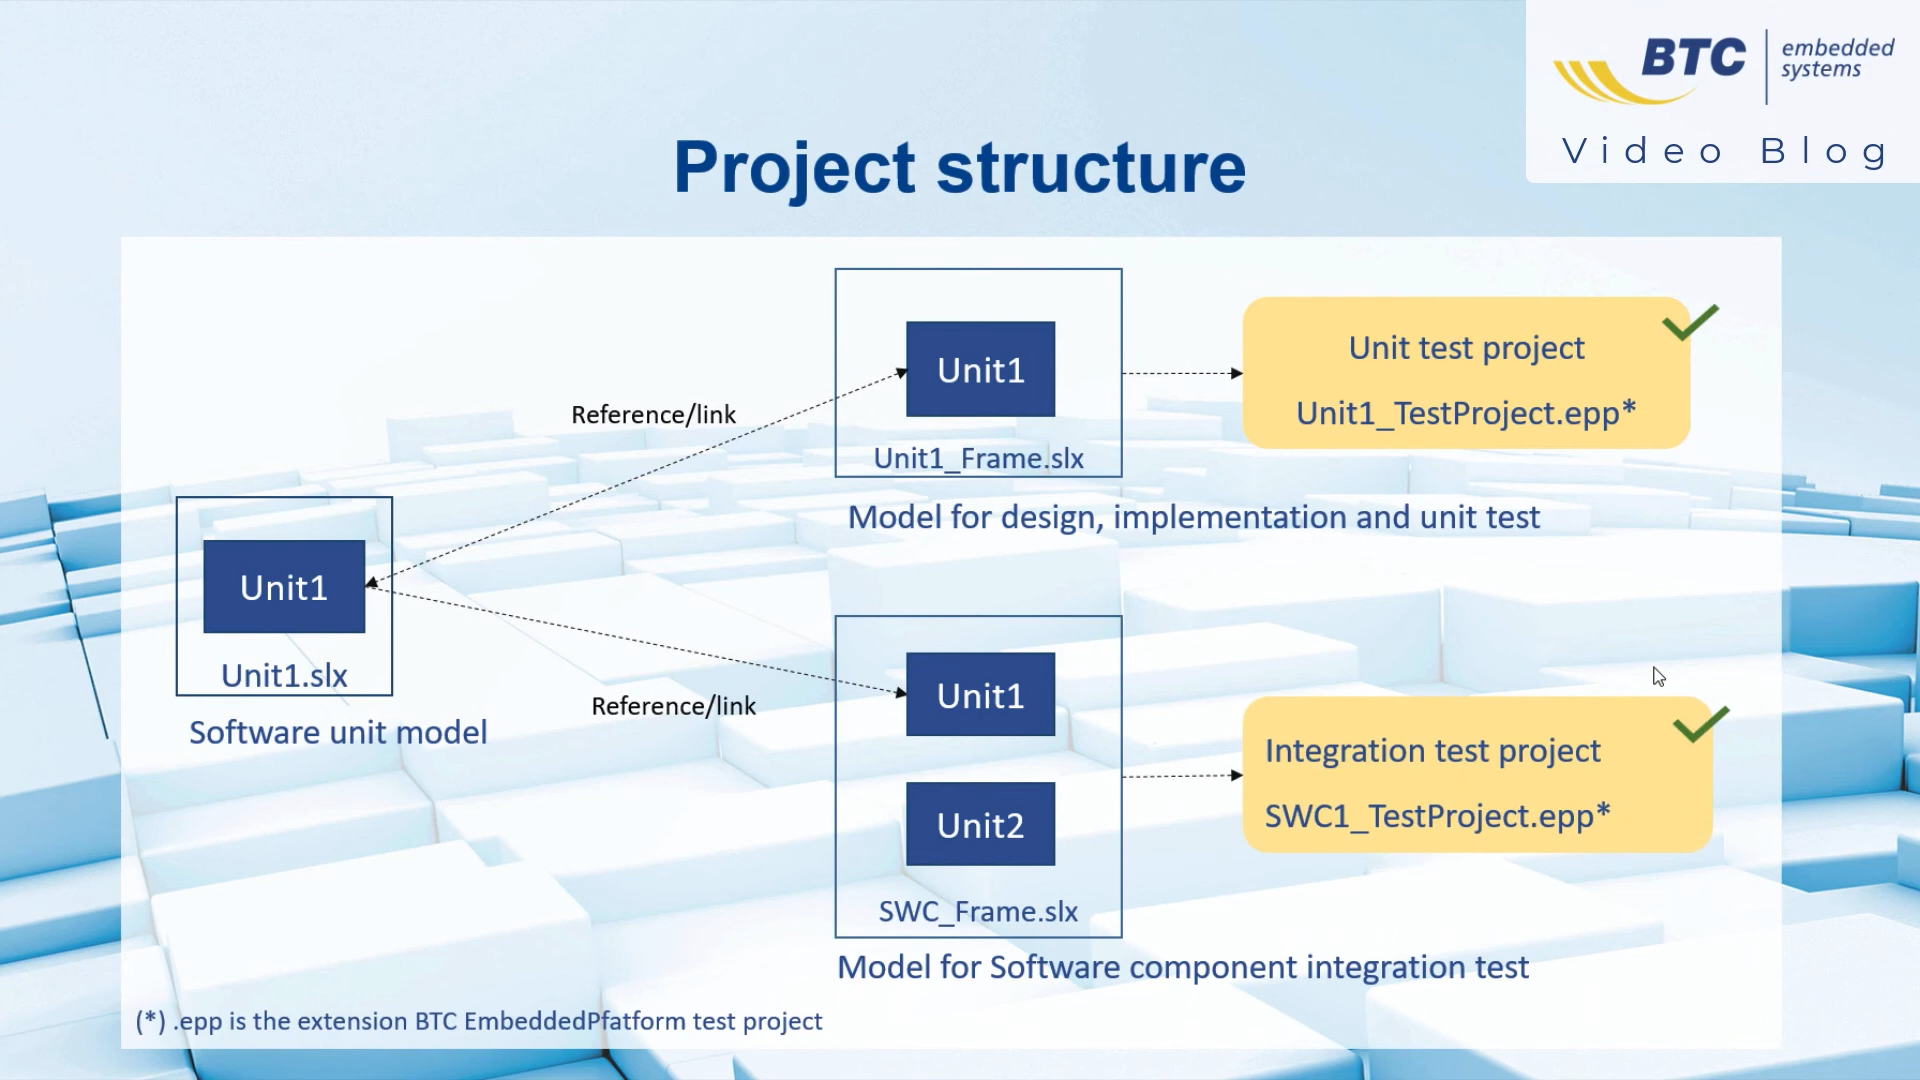 BTC embedded systems
Video Blog
Project structure
Unit1
Unit1_Frame.slx
Model for design, implementation and unit test
Unit test project
Unit1_TestProject.epp*
Reference/link
Unit1
Unit1.slx
Software unit model
Reference/link
Unit1
Unit2
SWC_Frame.slx
Model for Software component integration test
Integration test project
SWC1_TestProject.epp*
(*) .epp is the extension BTC EmbeddedPfatform test project